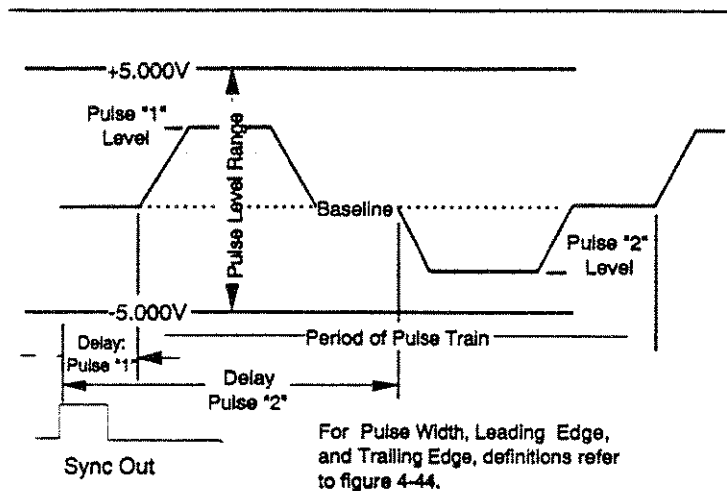 +5.000V
Pulse "1"
Level
Pulse Level Range
Baseline
Pulse "2"
Level
-5.000V
Delay:
Pulse "1"
Period of Pulse Train
Delay
Pulse "2"
Sync Out
For Pulse Width, Leading Edge,
and Trailing Edge, definitions refer
to figure 4-44.